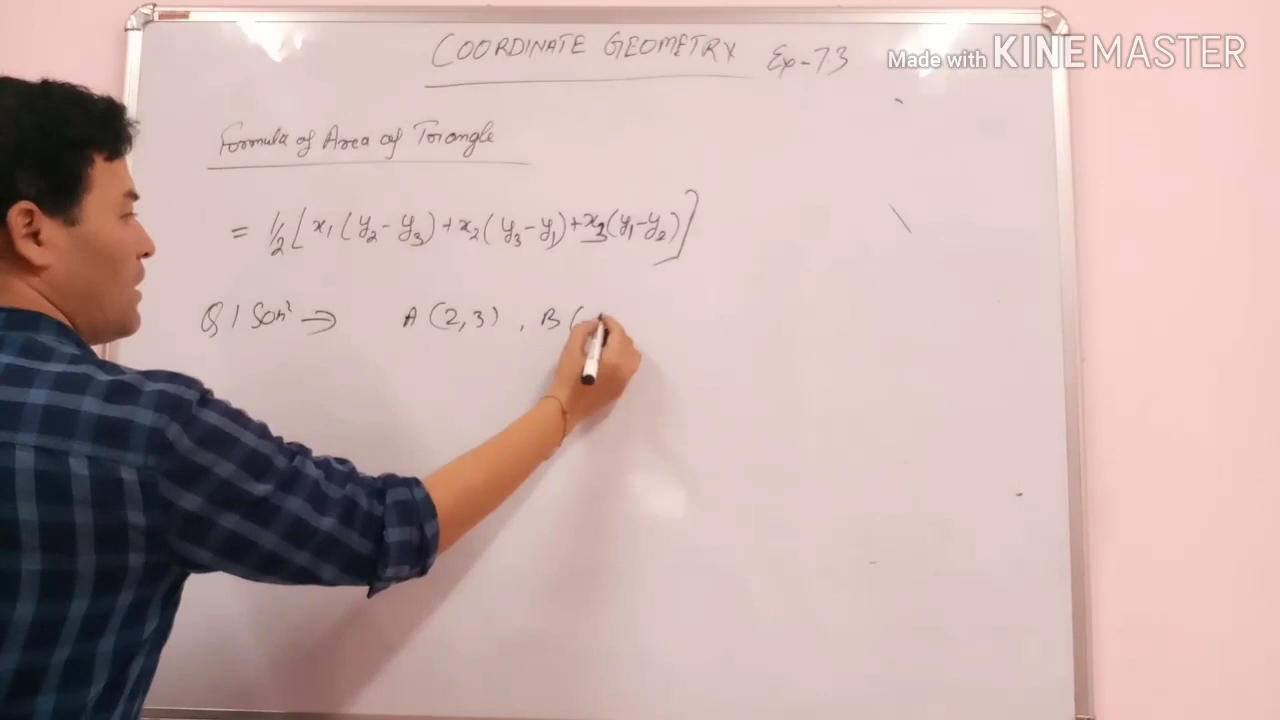 COORDINATE GEOMETRY Ex-7.3
Made with KINEMASTER
Formula of Area of Triangle
= 1/2 [x₁(y₂-y₃)+x₂(y₃-y₁)+x₃(y₁-y₂)]
Q1 Solⁿ → A(2,3), B(